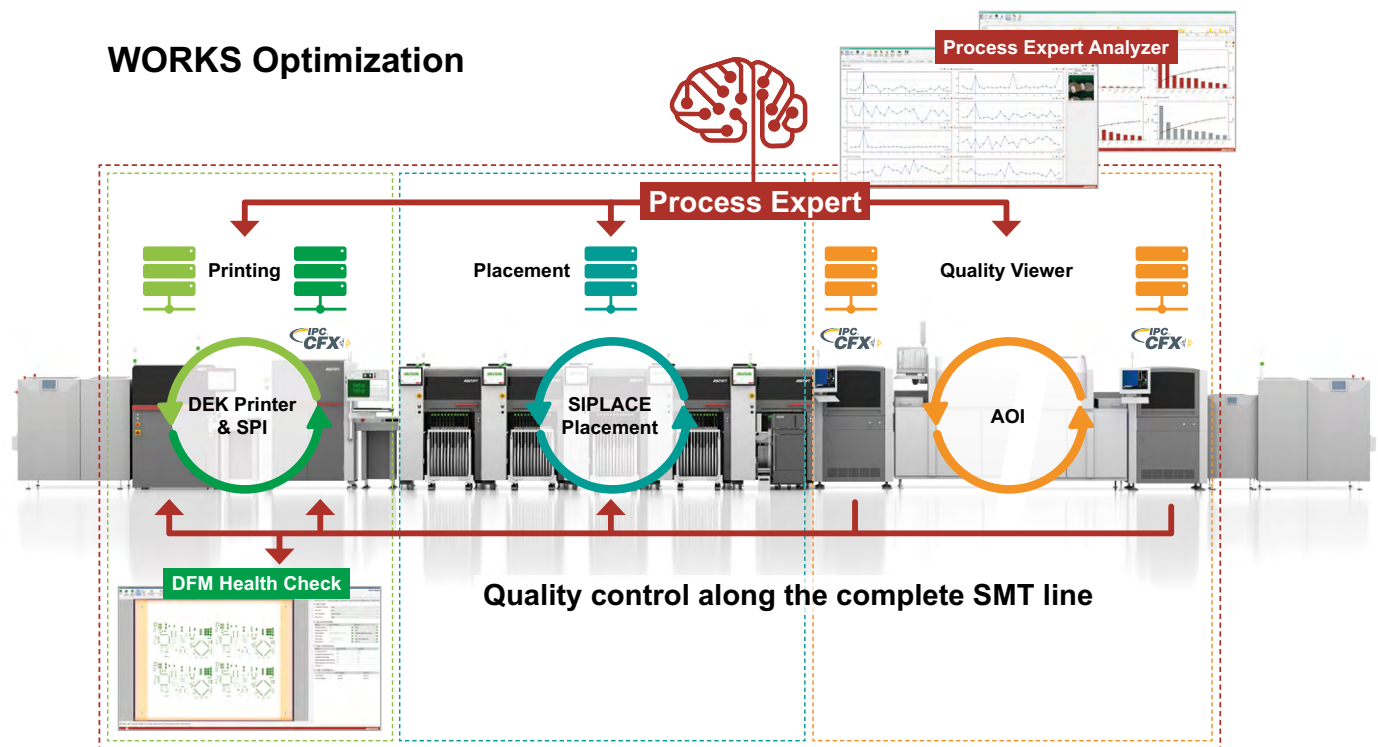 WORKS Optimization
Process Expert Analyzer
Process Expert
Printing
Placement
Quality Viewer
IPC
CFX
IPC
CFX
IPC
CFX
DEK Printer
& SPI
SIPLACE
Placement
AOI
DFM Health Check
Quality control along the complete SMT line